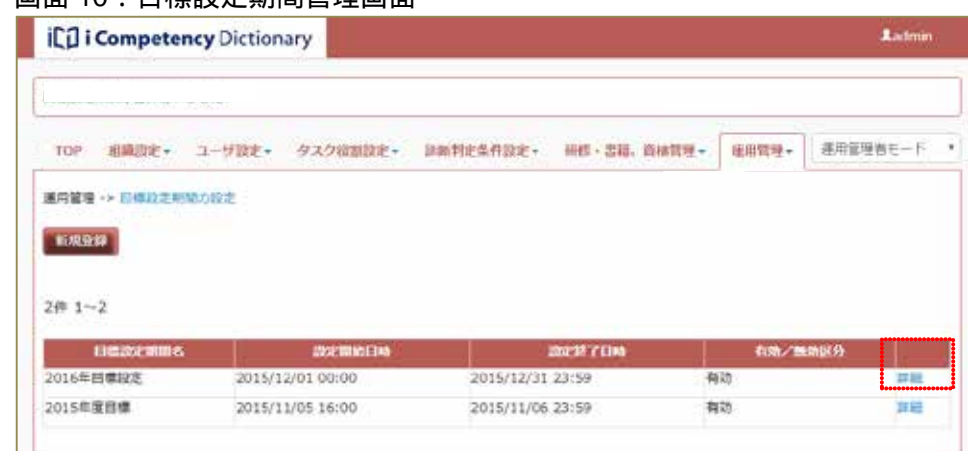 画面 10：目標設定期間管理画面
iCD i Competency Dictionary
admin
TOP 組織設定 ユーザ設定 タスク役割設定 診断判定条件設定 研修・書籍、資格管理 運用管理 運用管理者モード
運用管理 -> 目標設定期間の設定
新規登録
2件 1～2
目標設定期間名 設定開始日時 設定終了日時 有効／無効区分
2016年目標設定 2015/12/01 00:00 2015/12/31 23:59 有効 詳細
2015年度目標 2015/11/05 16:00 2015/11/06 23:59 有効 詳細